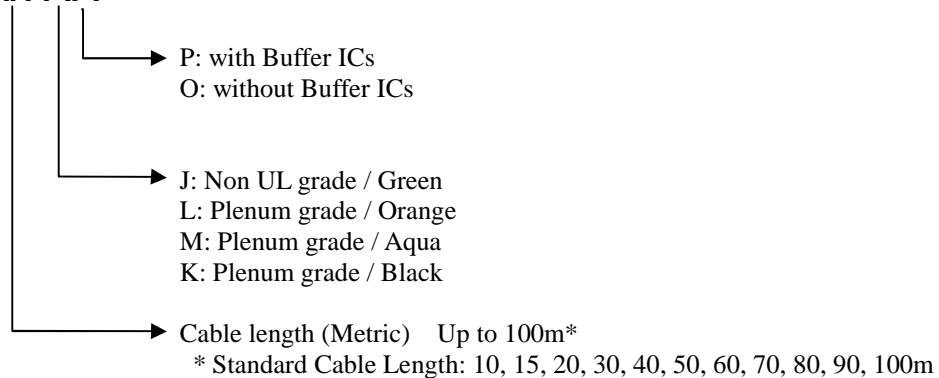 P: with Buffer ICs
O: without Buffer ICs
J: Non UL grade / Green
L: Plenum grade / Orange
M: Plenum grade / Aqua
K: Plenum grade / Black
Cable length (Metric) Up to 100m*
* Standard Cable Length: 10, 15, 20, 30, 40, 50, 60, 70, 80, 90, 100m